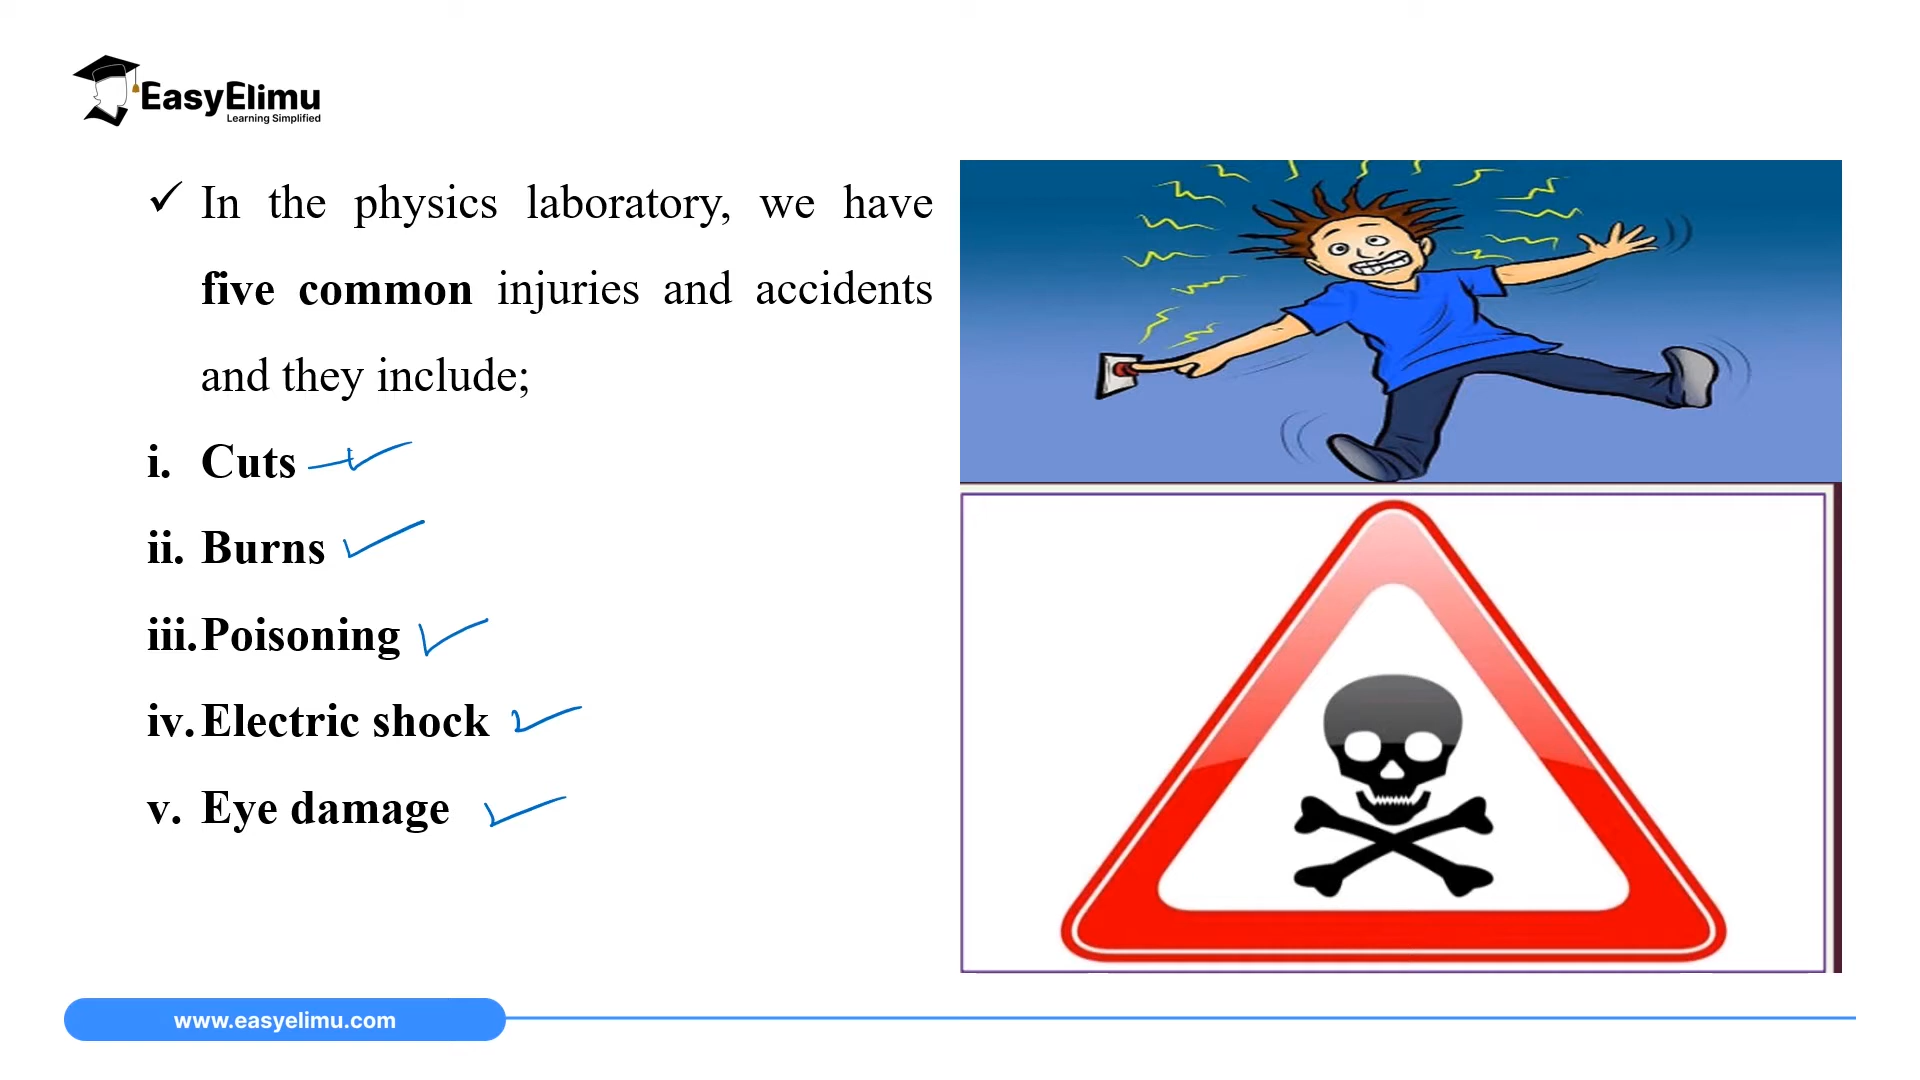 EasyElimu
Learning Simplified
✓ In the physics laboratory, we have
five common injuries and accidents
and they include;
i. Cuts
ii. Burns
iii. Poisoning
iv. Electric shock
v. Eye damage
www.easyelimu.com